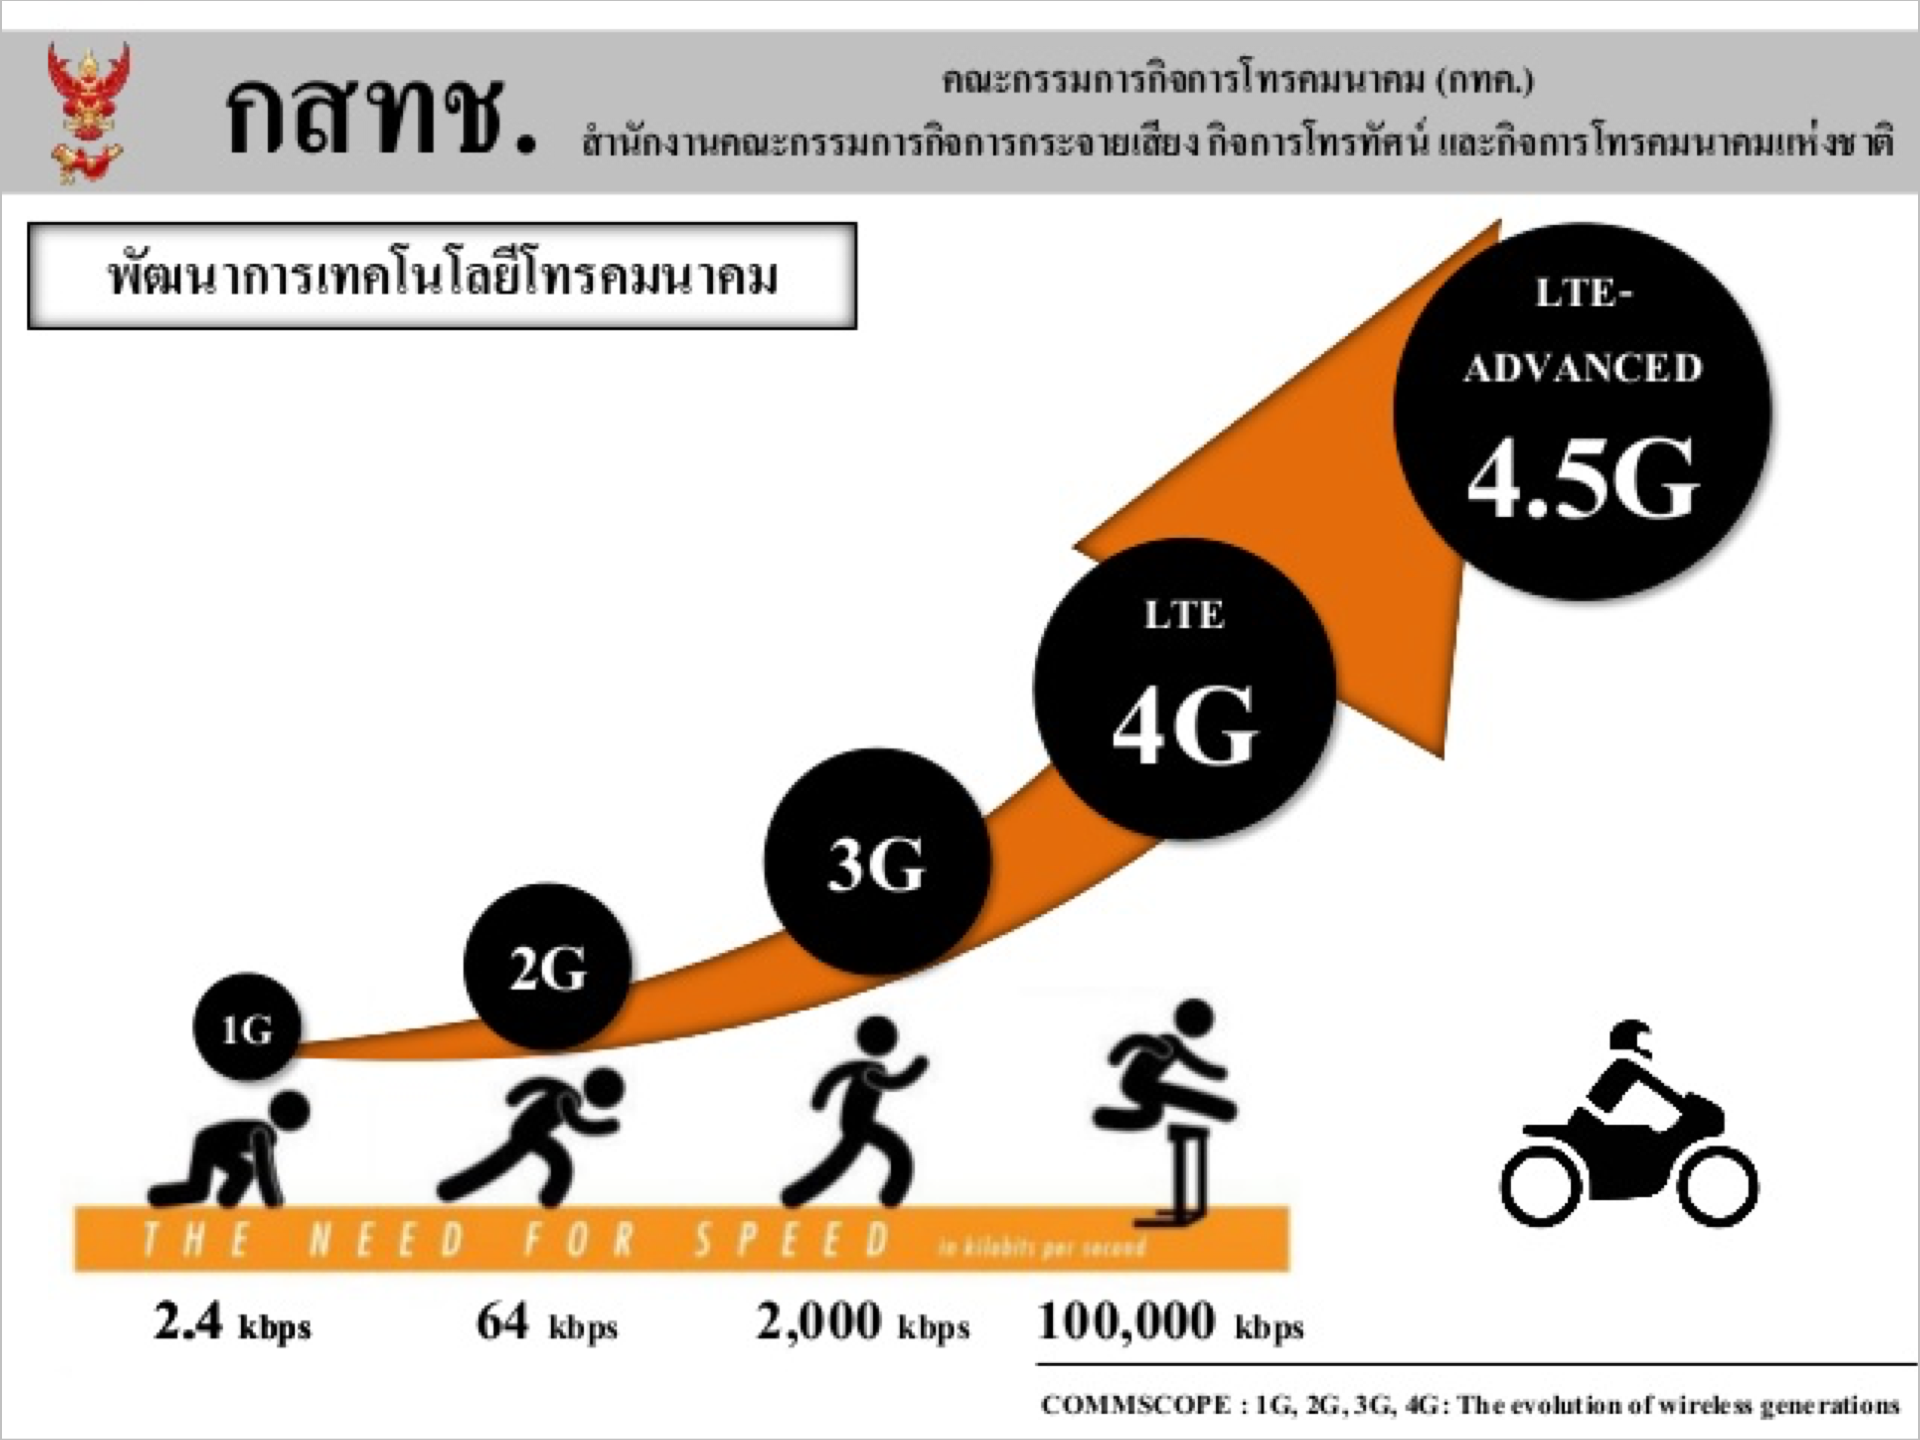 กสทช.
คณะกรรมการกิจการโทรคมนาคม (กทค.)
สำนักงานคณะกรรมการกิจการกระจายเสียง กิจการโทรทัศน์ และกิจการโทรคมนาคมแห่งชาติ
พัฒนาการเทคโนโลยีโทรคมนาคม
LTE-
ADVANCED
4.5G
LTE
4G
3G
2G
1G
THE NEED FOR SPEED in kilobits per second
2.4 kbps 64 kbps 2,000 kbps 100,000 kbps
COMMSCOPE : 1G, 2G, 3G, 4G: The evolution of wireless generations